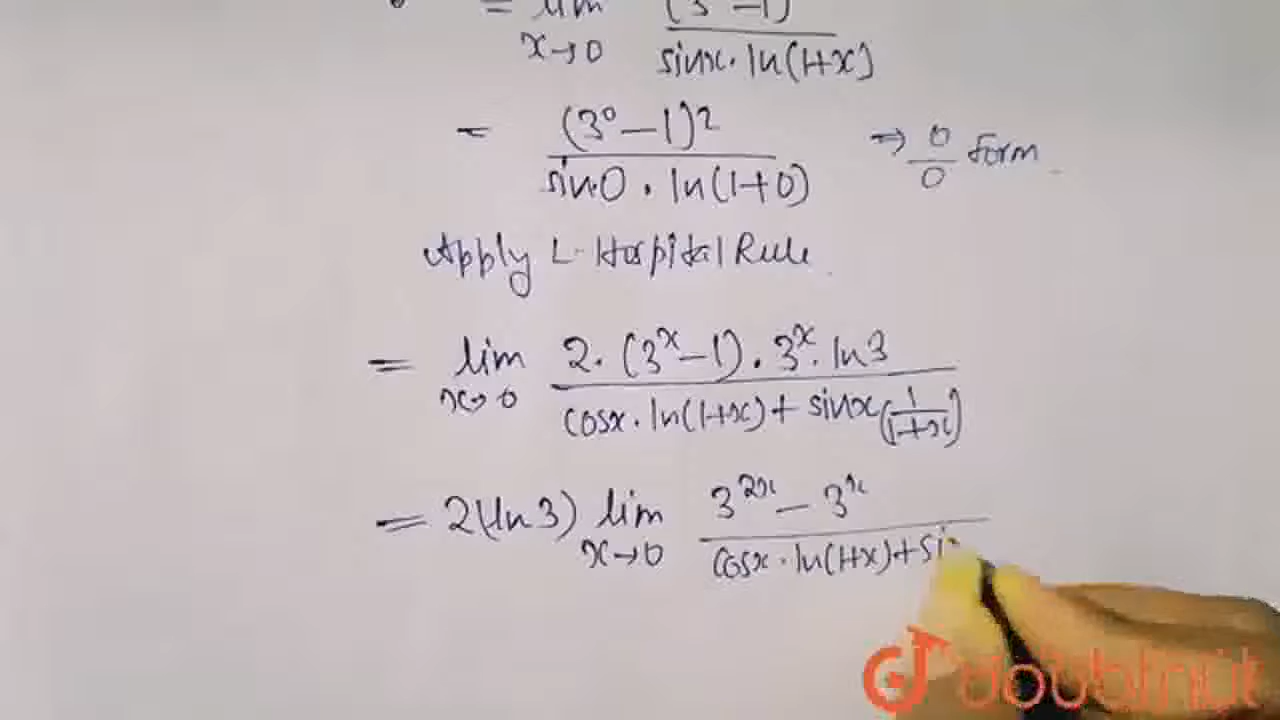 = lim (3 -1)
x→0 sinx·ln(1+x)
= (3⁰-1)² ⇒ 0/0 form
sin·0 · ln(1+0)
Apply L-Hospital Rule
= lim 2·(3ˣ-1)·3ˣ·ln3
x→0 cosx·ln(1+x)+ sinx(1/1+x)
= 2(ln3) lim 3²ˣ - 3ˣ
x→0 cosx·ln(1+x)+si
doubtnut